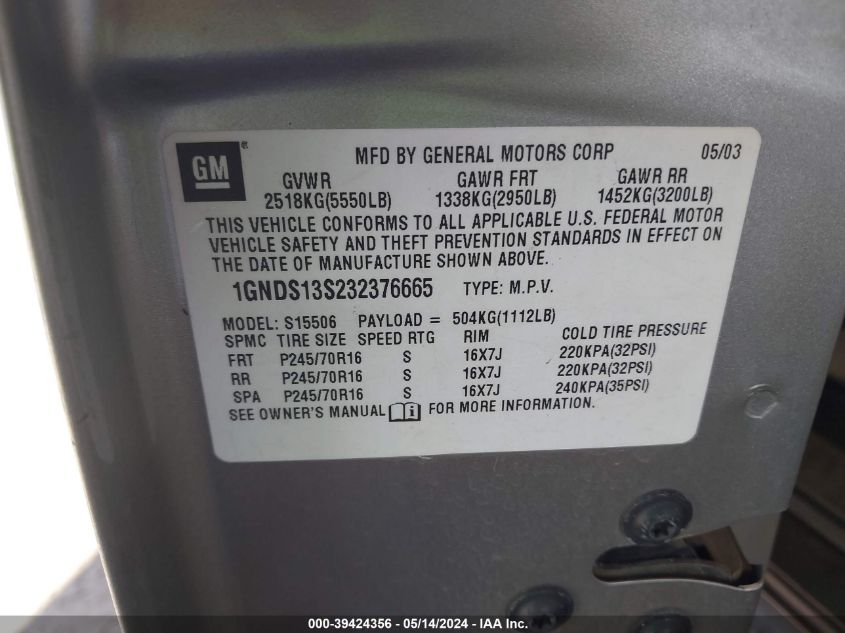 GM®
MFD BY GENERAL MOTORS CORP 05/03
GVWR GAWR FRT GAWR RR
2518KG(5550LB) 1338KG(2950LB) 1452KG(3200LB)
THIS VEHICLE CONFORMS TO ALL APPLICABLE U.S. FEDERAL MOTOR
VEHICLE SAFETY AND THEFT PREVENTION STANDARDS IN EFFECT ON
THE DATE OF MANUFACTURE SHOWN ABOVE.
1GNDS13S232376665 TYPE: M.P.V.
MODEL: S15506 PAYLOAD = 504KG(1112LB)
SPMC TIRE SIZE SPEED RTG RIM COLD TIRE PRESSURE
FRT P245/70R16 S 16X7J 220KPA(32PSI)
RR P245/70R16 S 16X7J 220KPA(32PSI)
SPA P245/70R16 S 16X7J 240KPA(35PSI)
SEE OWNER'S MANUAL i FOR MORE INFORMATION.
000-39424356 - 05/14/2024 - IAA Inc.